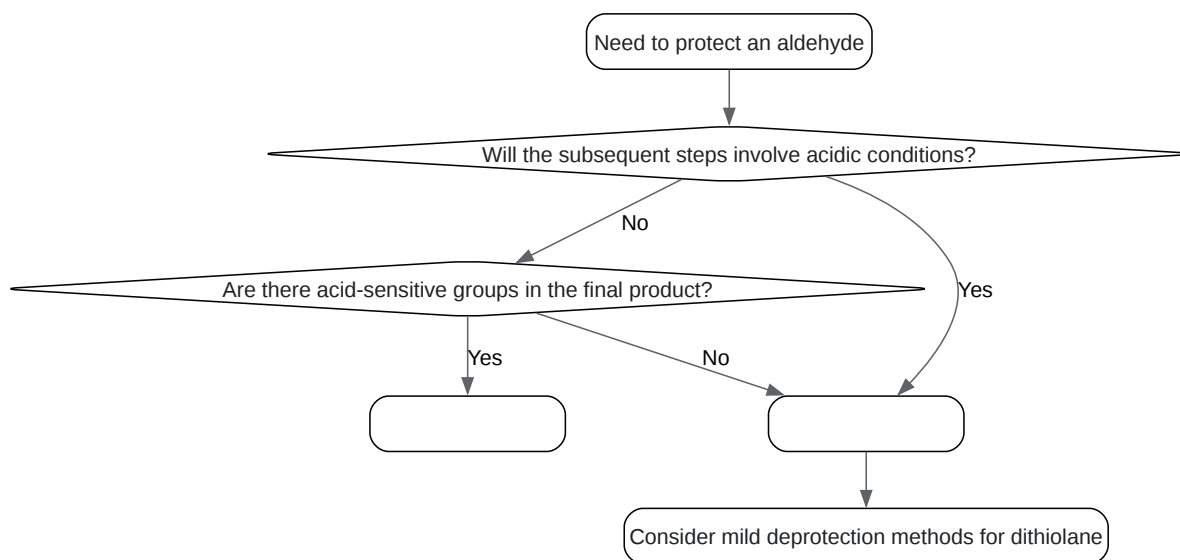 Need to protect an aldehyde
Will the subsequent steps involve acidic conditions?
No
Are there acid-sensitive groups in the final product?
Yes
Yes
No
Consider mild deprotection methods for dithiolane